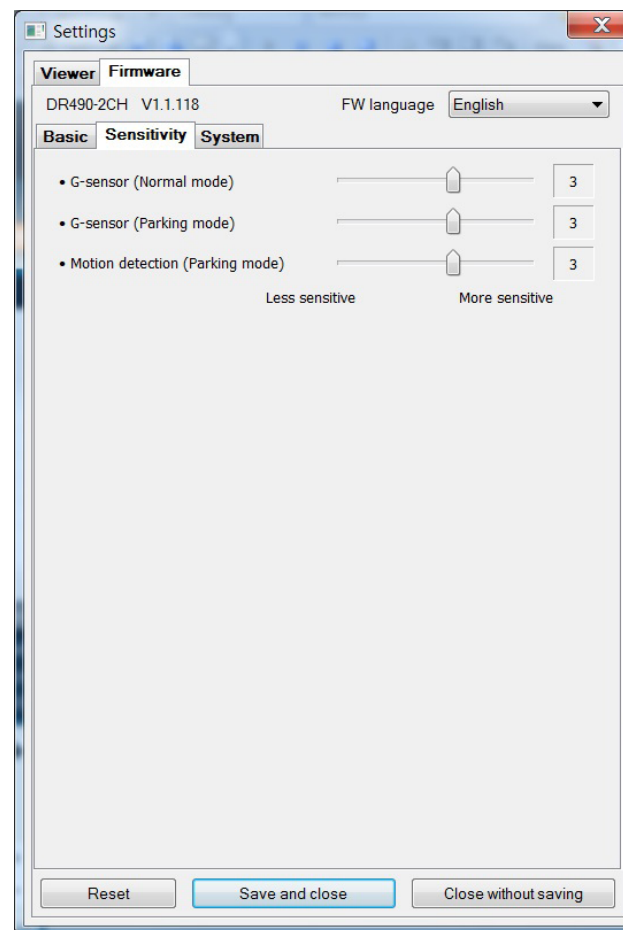 Settings
Viewer Firmware
DR490-2CH V1.1.118 FW language English
Basic Sensitivity System
• G-sensor (Normal mode) 3
• G-sensor (Parking mode) 3
• Motion detection (Parking mode) 3
Less sensitive More sensitive
Reset Save and close Close without saving